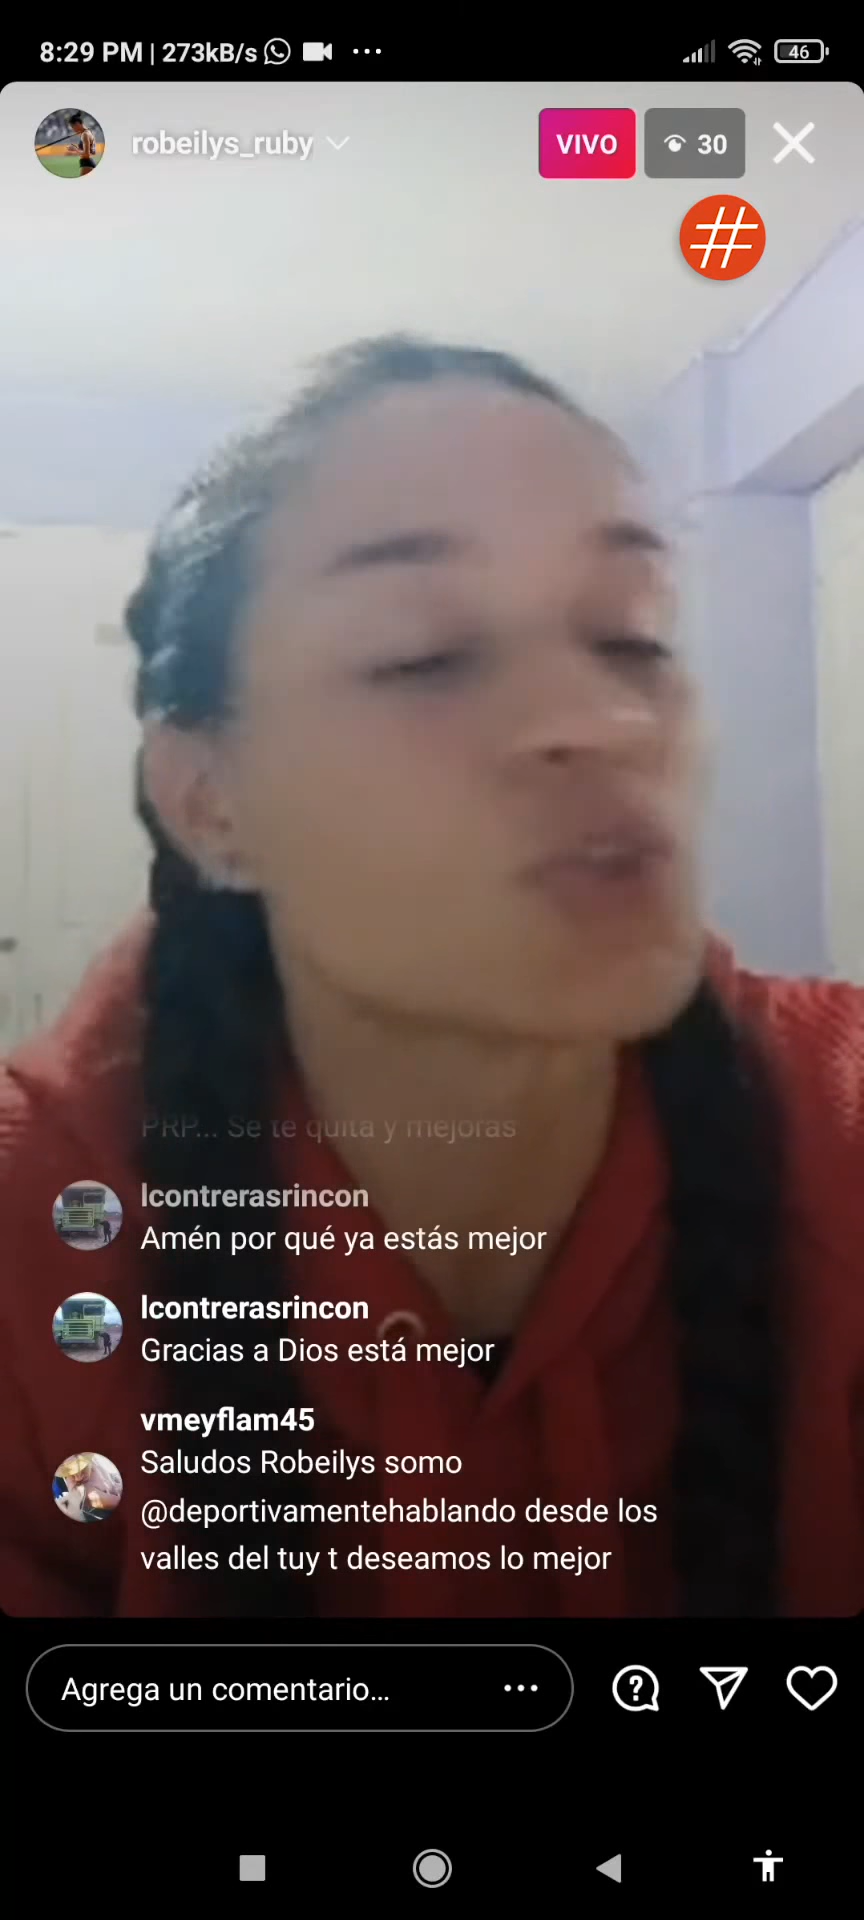 8:29 PM | 273kB/s
46
robeilys_ruby
VIVO
30
#
PRP... Se te quita y mejoras
lcontrerasrincon
Amén por qué ya estás mejor
lcontrerasrincon
Gracias a Dios está mejor
vmeyflam45
Saludos Robeilys somo
@deportivamentehablando desde los
valles del tuy t deseamos lo mejor
Agrega un comentario...